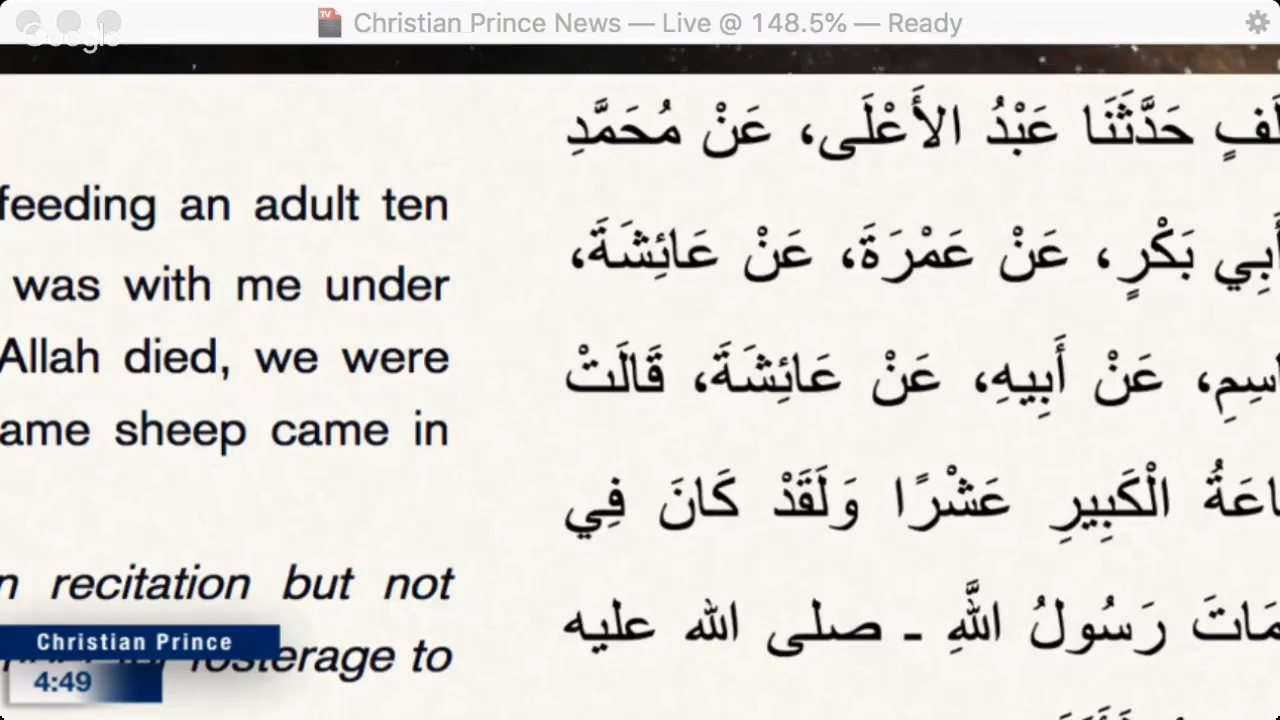 Christian Prince News — Live @ 148.5% — Ready
Google
feeding an adult ten
was with me under
Allah died, we were
ame sheep came in
n recitation but not
fosterage to
لَفٍ حَدَّثَنَا عَبْدُ الأَعْلَى، عَنْ مُحَمَّدِ
أَبِي بَكْرٍ، عَنْ عَمْرَةَ، عَنْ عَائِشَةَ،
اسِمِ، عَنْ أَبِيهِ، عَنْ عَائِشَةَ، قَالَتْ
اعَةُ الْكَبِيرِ عَشْرًا وَلَقَدْ كَانَ فِي
مَاتَ رَسُولُ اللَّهِ ـ صلى الله عليه
Christian Prince
4:49